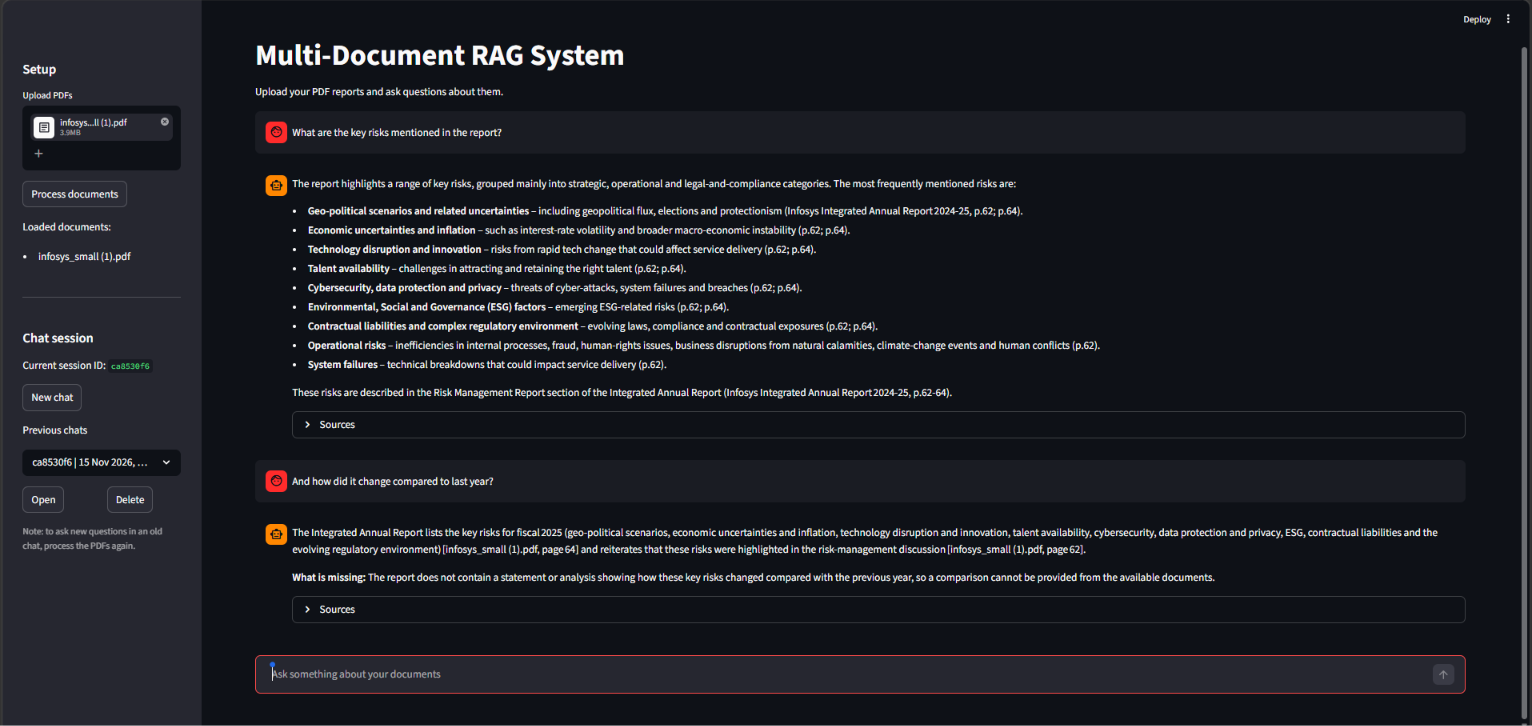 Deploy
Setup
Upload PDFs
infosys...ll (1).pdf
3.9MB
Process documents
Loaded documents:
• infosys_small (1).pdf
Chat session
Current session ID: ca8530f6
New chat
Previous chats
ca8530f6 | 15 Nov 2026, ...
Open
Delete
Note: to ask new questions in an old
chat, process the PDFs again.
Multi-Document RAG System
Upload your PDF reports and ask questions about them.
What are the key risks mentioned in the report?
The report highlights a range of key risks, grouped mainly into strategic, operational and legal-and-compliance categories. The most frequently mentioned risks are:
• Geo-political scenarios and related uncertainties – including geopolitical flux, elections and protectionism (Infosys Integrated Annual Report 2024-25, p.62; p.64).
• Economic uncertainties and inflation – such as interest-rate volatility and broader macro-economic instability (p.62; p.64).
• Technology disruption and innovation – risks from rapid tech change that could affect service delivery (p.62; p.64).
• Talent availability – challenges in attracting and retaining the right talent (p.62; p.64).
• Cybersecurity, data protection and privacy – threats of cyber-attacks, system failures and breaches (p.62; p.64).
• Environmental, Social and Governance (ESG) factors – emerging ESG-related risks (p.62; p.64).
• Contractual liabilities and complex regulatory environment – evolving laws, compliance and contractual exposures (p.62; p.64).
• Operational risks – inefficiencies in internal processes, fraud, human-rights issues, business disruptions from natural calamities, climate-change events and human conflicts (p.62).
• System failures – technical breakdowns that could impact service delivery (p.62).
These risks are described in the Risk Management Report section of the Integrated Annual Report (Infosys Integrated Annual Report 2024-25, p.62-64).
Sources
And how did it change compared to last year?
The Integrated Annual Report lists the key risks for fiscal 2025 (geo-political scenarios, economic uncertainties and inflation, technology disruption and innovation, talent availability, cybersecurity, data protection and privacy, ESG, contractual liabilities and the
evolving regulatory environment) [infosys_small (1).pdf, page 64] and reiterates that these risks were highlighted in the risk-management discussion [infosys_small (1).pdf, page 62].
What is missing: The report does not contain a statement or analysis showing how these key risks changed compared with the previous year, so a comparison cannot be provided from the available documents.
Sources
Ask something about your documents